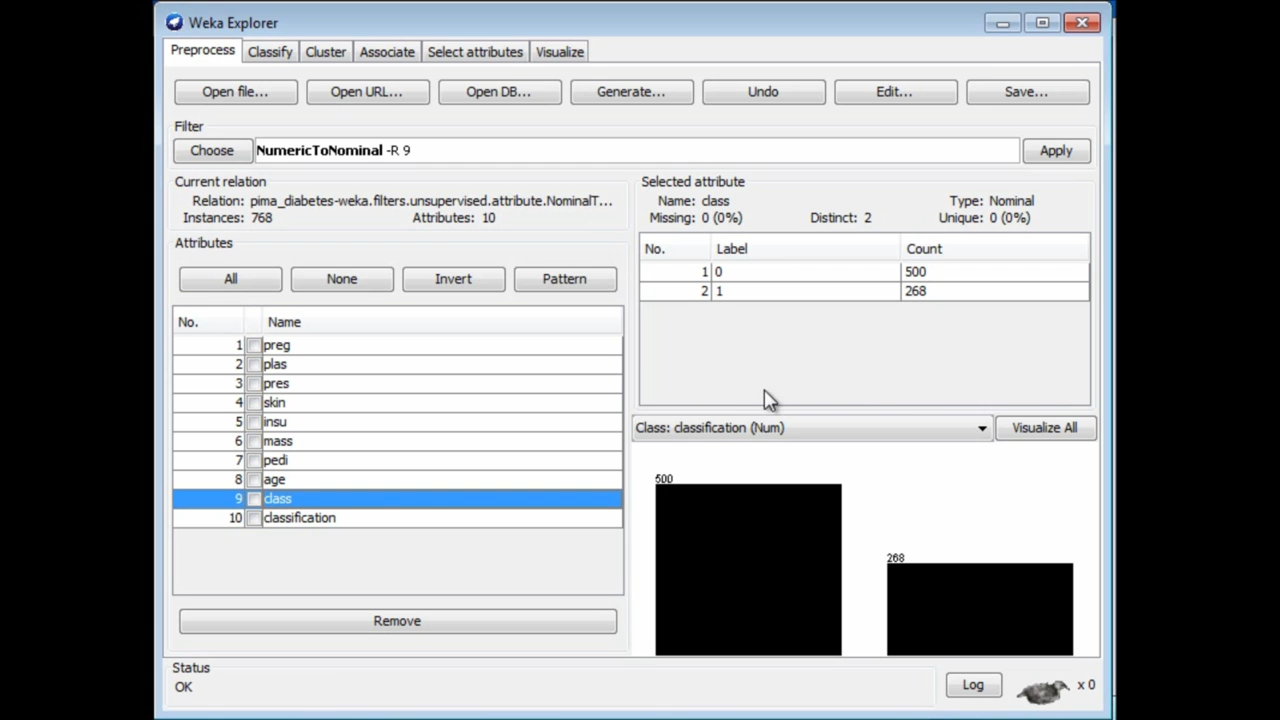 Weka Explorer
Preprocess Classify Cluster Associate Select attributes Visualize
Open file... Open URL... Open DB... Generate... Undo Edit... Save...
Filter
Choose NumericToNominal -R 9 Apply
Current relation
Relation: pima_diabetes-weka.filters.unsupervised.attribute.NominalT...
Instances: 768 Attributes: 10
Attributes
All None Invert Pattern
No. Name
1 preg
2 plas
3 pres
4 skin
5 insu
6 mass
7 pedi
8 age
9 class
10 classification
Remove
Selected attribute
Name: class Type: Nominal
Missing: 0 (0%) Distinct: 2 Unique: 0 (0%)
No. Label Count
1 0 500
2 1 268
Class: classification (Num) Visualize All
500
268
Status
OK
Log x 0